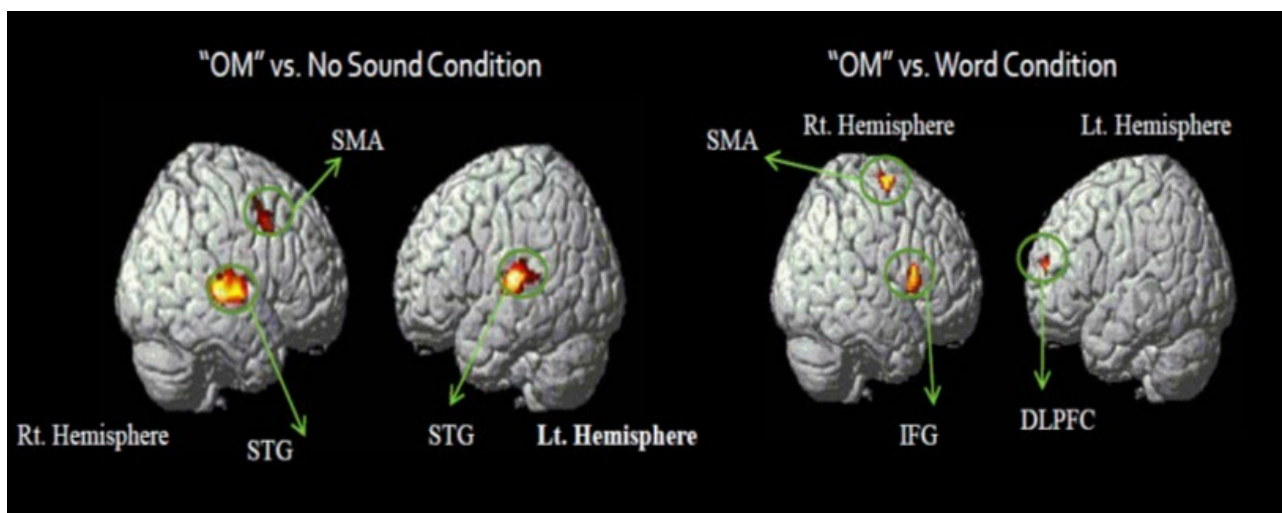 "OM" vs. No Sound Condition
SMA
Rt. Hemisphere
STG
STG
Lt. Hemisphere
"OM" vs. Word Condition
Rt. Hemisphere
Lt. Hemisphere
SMA
IFG
DLPFC